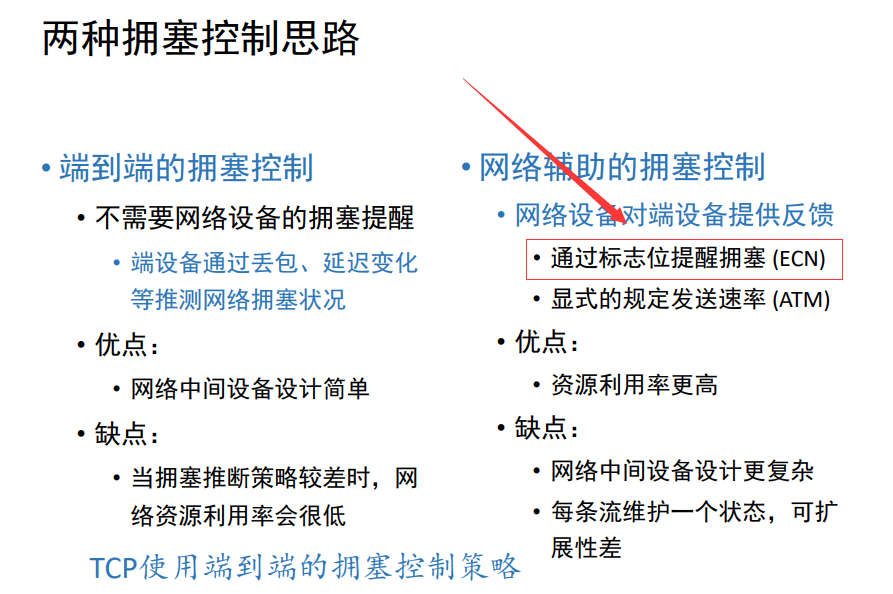 两种拥塞控制思路
• 端到端的拥塞控制
• 不需要网络设备的拥塞提醒
• 端设备通过丢包、延迟变化
等推测网络拥塞状况
• 优点：
• 网络中间设备设计简单
• 缺点：
• 当拥塞推断策略较差时，网
络资源利用率会很低
• 网络辅助的拥塞控制
• 网络设备对端设备提供反馈
• 通过标志位提醒拥塞 (ECN)
• 显式的规定发送速率 (ATM)
• 优点：
• 资源利用率更高
• 缺点：
• 网络中间设备设计更复杂
• 每条流维护一个状态，可扩
展性差
TCP使用端到端的拥塞控制策略